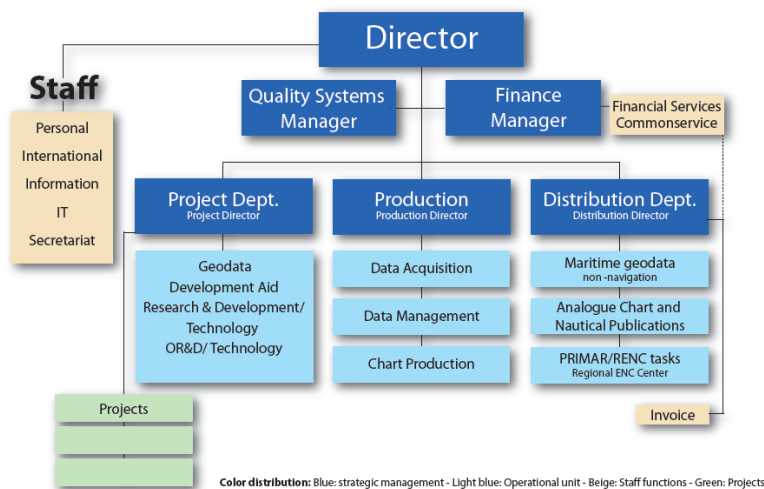 Director
Staff
Personal
International
Information
IT
Secretariat
Quality Systems
Manager
Finance
Manager
Financial Services
Commonservice
Project Dept.
Project Director
Production
Production Director
Distribution Dept.
Distribution Director
Geodata
Development Aid
Research & Development/
Technology
OR&D/ Technology
Data Acquisition
Data Management
Chart Production
Maritime geodata
non -navigation
Analogue Chart and
Nautical Publications
PRIMAR/RENC tasks
Regional ENC Center
Projects
Invoice
Color distribution: Blue: strategic management - Light blue: Operational unit - Beige: Staff functions - Green: Projects